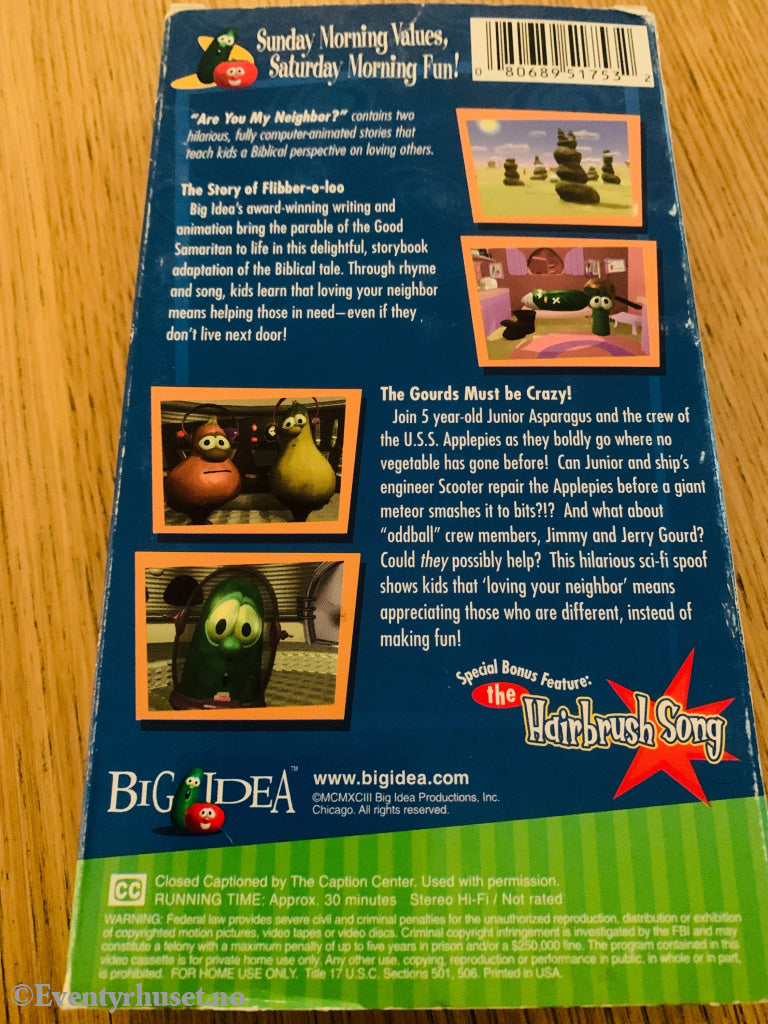 Sunday Morning Values,
Saturday Morning Fun!
0 80689 51753 2
"Are You My Neighbor?" contains two
hilarious, fully computer-animated stories that
teach kids a Biblical perspective on loving others.
The Story of Flibber-o-loo
Big Idea's award-winning writing and
animation bring the parable of the Good
Samaritan to life in this delightful, storybook
adaptation of the Biblical tale. Through rhyme
and song, kids learn that loving your neighbor
means helping those in need—even if they
don't live next door!
The Gourds Must be Crazy!
Join 5 year-old Junior Asparagus and the crew of
the U.S.S. Applepies as they boldly go where no
vegetable has gone before! Can Junior and ship's
engineer Scooter repair the Applepies before a giant
meteor smashes it to bits?!? And what about
"oddball" crew members, Jimmy and Jerry Gourd?
Could they possibly help? This hilarious sci-fi spoof
shows kids that 'loving your neighbor' means
appreciating those who are different, instead of
making fun!
Special Bonus Feature:
the
Hairbrush Song
BIG IDEA™
www.bigidea.com
©MCMXCIII Big Idea Productions, Inc.
Chicago. All rights reserved.
CC
Closed Captioned by The Caption Center. Used with permission.
RUNNING TIME: Approx. 30 minutes Stereo Hi-Fi / Not rated
WARNING: Federal law provides severe civil and criminal penalties for the unauthorized reproduction, distribution or exhibition
of copyrighted motion pictures, video tapes or video discs. Criminal copyright infringement is investigated by the FBI and may
constitute a felony with a maximum penalty of up to five years in prison and/or a $250,000 fine. The program contained in this
video cassette is for private home use only. Any other use, copying, reproduction or performance in public, in whole or in part,
is prohibited. FOR HOME USE ONLY. Title 17 U.S.C. Sections 501, 506. Printed in USA.
©Eventyrhuset.no